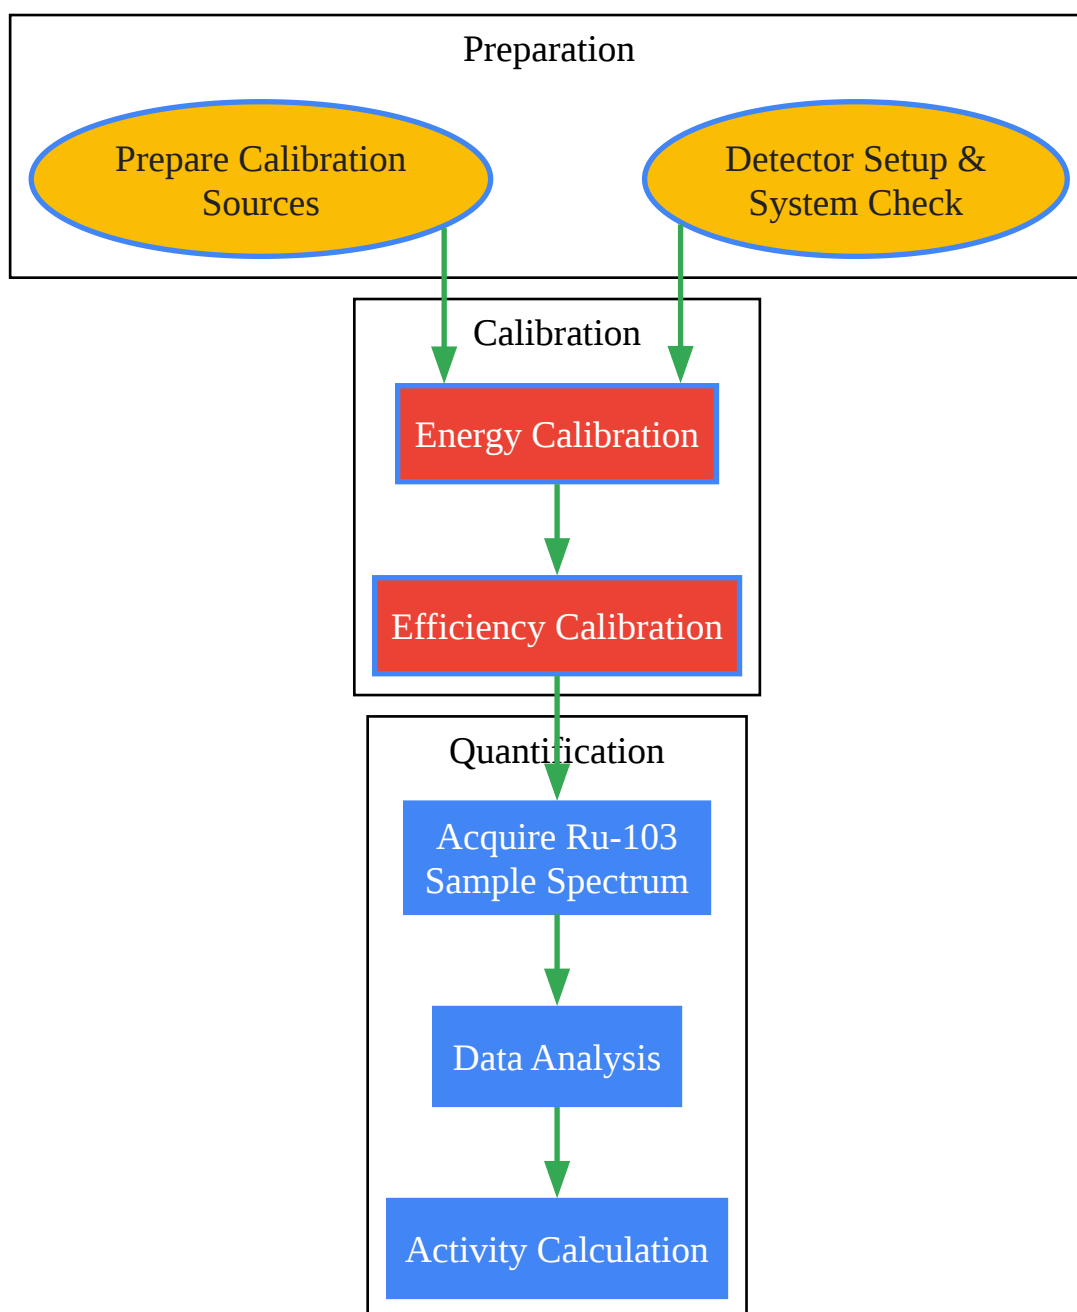 Preparation
Prepare Calibration
Sources
Detector Setup &
System Check
Calibration
Energy Calibration
Efficiency Calibration
Quantification
Acquire Ru-103
Sample Spectrum
Data Analysis
Activity Calculation